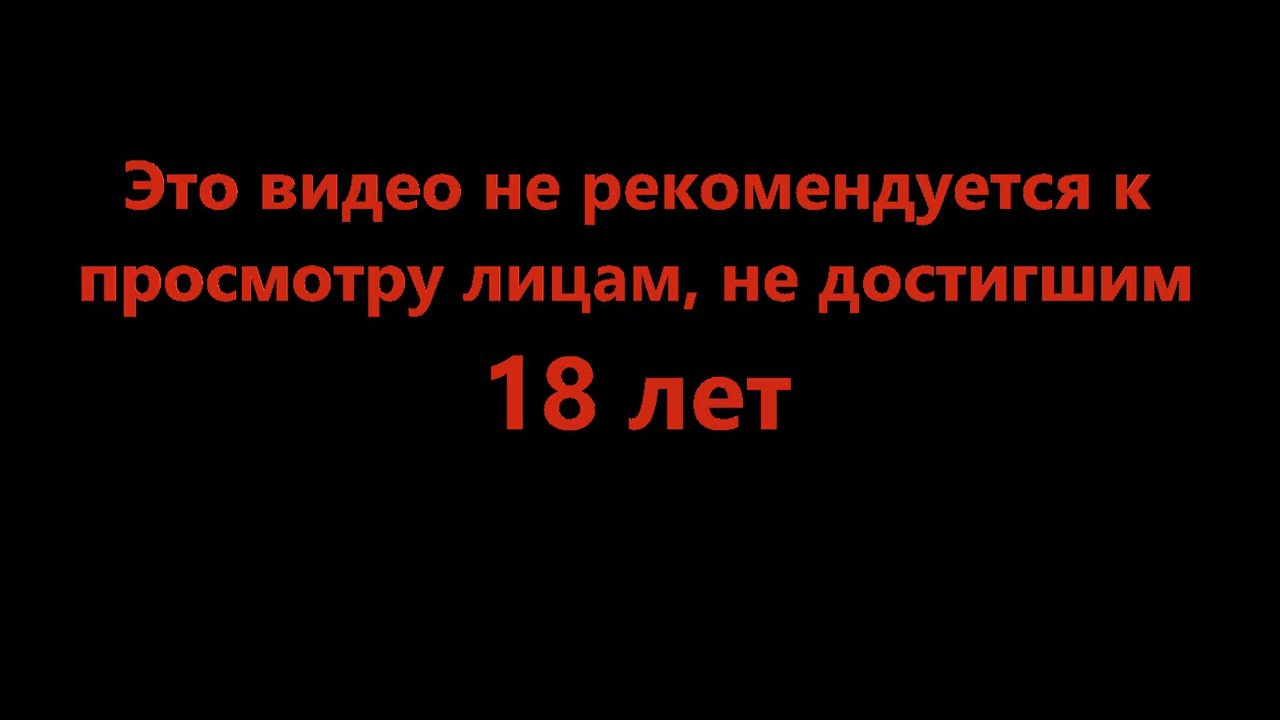 Это видео не рекомендуется к
просмотру лицам, не достигшим
18 лет